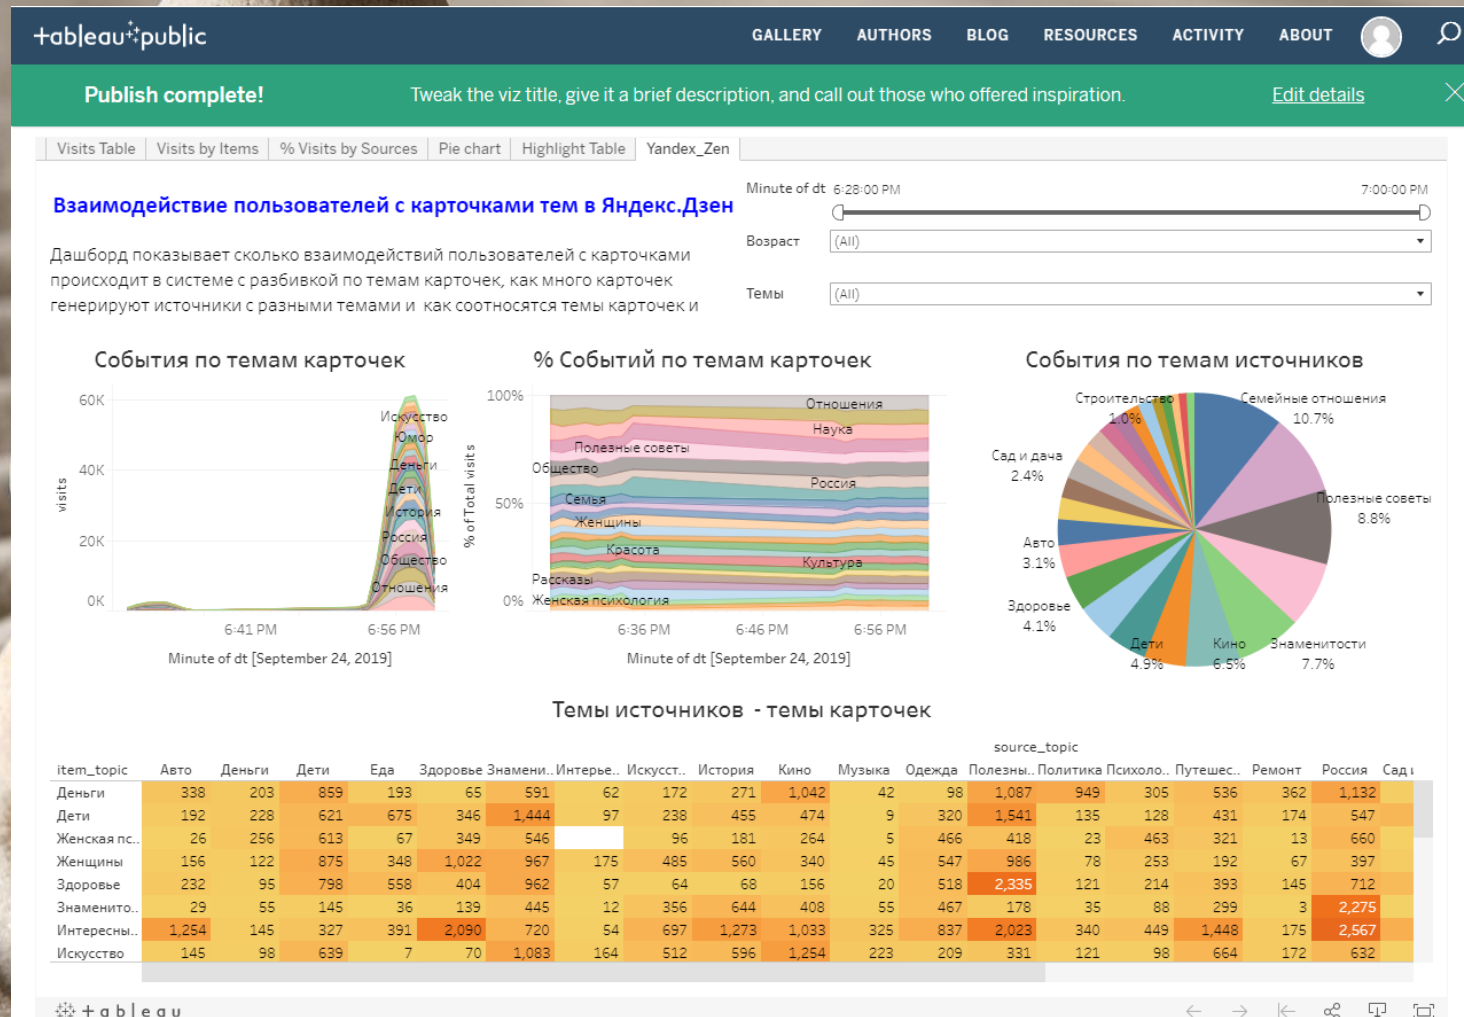 +ableau public
GALLERY AUTHORS BLOG RESOURCES ACTIVITY ABOUT
Publish complete! Tweak the viz title, give it a brief description, and call out those who offered inspiration. Edit details
Visits Table Visits by Items % Visits by Sources Pie chart Highlight Table Yandex_Zen
Взаимодействие пользователей с карточками тем в Яндекс.Дзен
Дашборд показывает сколько взаимодействий пользователей с карточками
происходит в системе с разбивкой по темам карточек, как много карточек
генерируют источники с разными темами и как соотносятся темы карточек и
Minute of dt 6:28:00 PM 7:00:00 PM
Возраст (All)
Темы (All)
События по темам карточек
60K
40K
20K
0K
visits
Искусство
Юмор
Деньги
Дети
История
Россия
Общество
Отношения
6:41 PM 6:56 PM
Minute of dt [September 24, 2019]
% Событий по темам карточек
100%
50%
0%
% of Total visits
Отношения
Наука
Полезные советы
Общество
Россия
Семья
Женщины
Красота
Культура
Рассказы
Женская психология
6:36 PM 6:46 PM 6:56 PM
Minute of dt [September 24, 2019]
События по темам источников
Строительство
1.0%
Семейные отношения
10.7%
Сад и дача
2.4%
Полезные советы
8.8%
Авто
3.1%
Здоровье
4.1%
Дети
4.9%
Кино
6.5%
Знаменитости
7.7%
Темы источников - темы карточек
source_topic
item_topic Авто Деньги Дети Еда Здоровье Знамени.. Интерье.. Искусст.. История Кино Музыка Одежда Полезны.. Политика Психоло.. Путешес.. Ремонт Россия Сад
Деньги 338 203 859 193 65 591 62 172 271 1,042 42 98 1,087 949 305 536 362 1,132
Дети 192 228 621 675 346 1,444 97 238 455 474 9 320 1,541 135 128 431 174 547
Женская пс.. 26 256 613 67 349 546 96 181 264 5 466 418 23 463 321 13 660
Женщины 156 122 875 348 1,022 967 175 485 560 340 45 547 986 78 253 192 67 397
Здоровье 232 95 798 558 404 962 57 64 68 156 20 518 2,335 121 214 393 145 712
Знаменито.. 29 55 145 36 139 445 12 356 644 408 55 467 178 35 88 299 3 2,275
Интересны.. 1,254 145 327 391 2,090 720 54 697 1,273 1,033 325 837 2,023 340 449 1,448 175 2,567
Искусство 145 98 639 7 70 1,083 164 512 596 1,254 223 209 331 121 98 664 172 632
+ableau